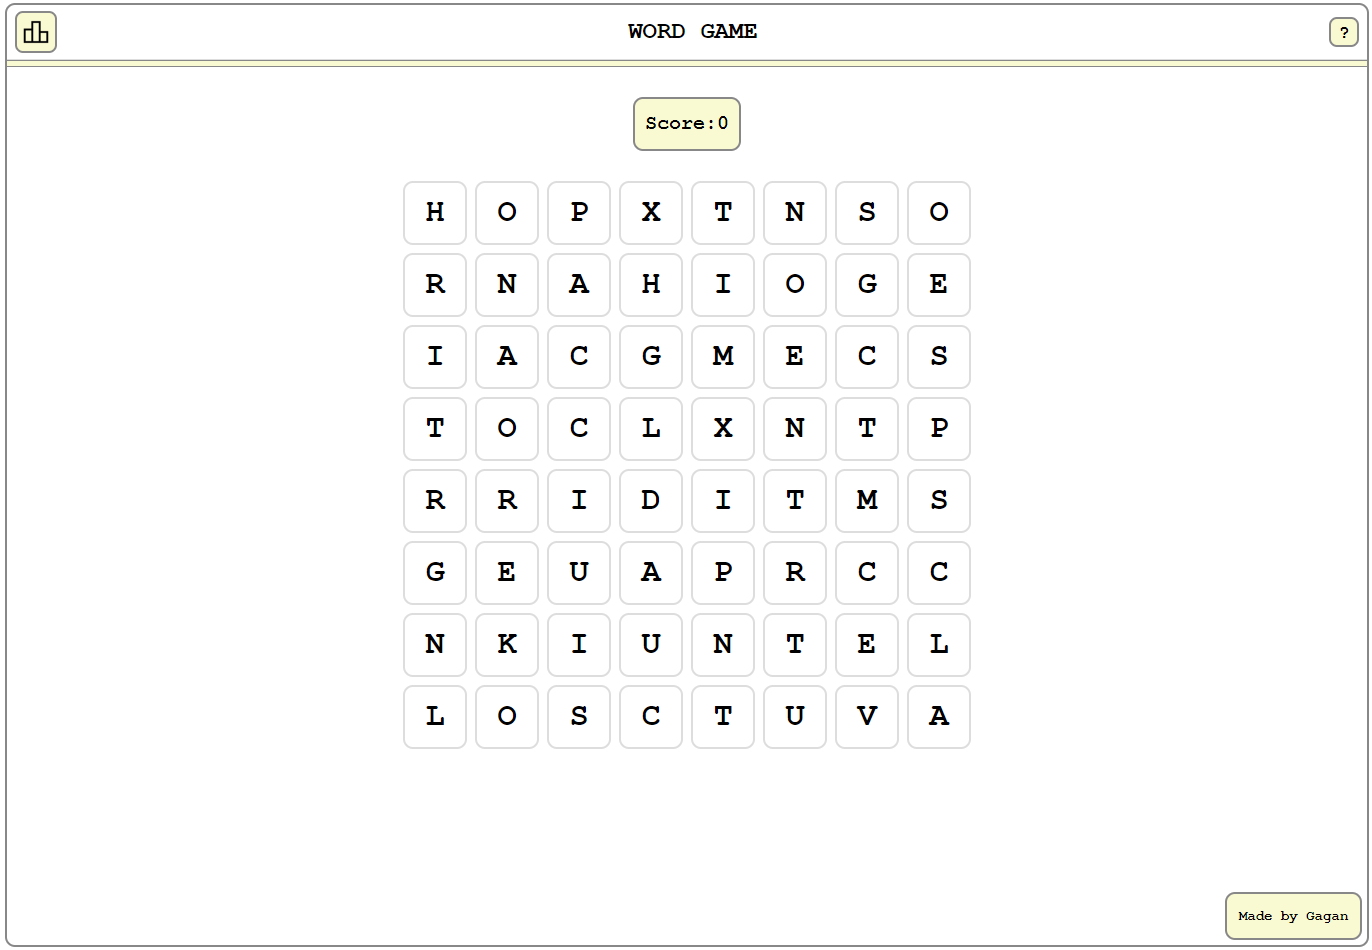 WORD GAME
?
Score:0
H O P X T N S O
R N A H I O G E
I A C G M E C S
T O C L X N T P
R R I D I T M S
G E U A P R C C
N K I U N T E L
L O S C T U V A
Made by Gagan